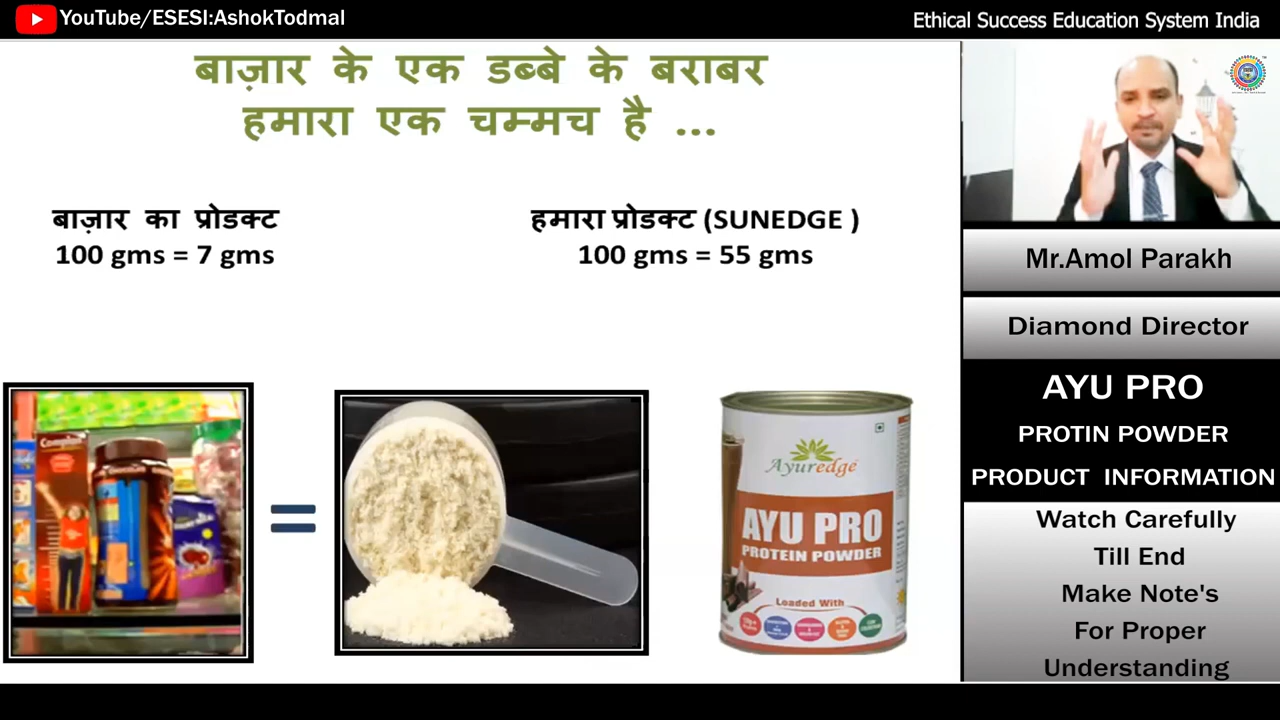 YouTube/ESESI:AshokTodmal
Ethical Success Education System India
बाज़ार के एक डब्बे के बराबर
हमारा एक चम्मच है ...
बाज़ार का प्रोडक्ट
100 gms = 7 gms
हमारा प्रोडक्ट (SUNEDGE )
100 gms = 55 gms
Complan
=
Ayuredge
AYU PRO
PROTEIN POWDER
Loaded With
Mr.Amol Parakh
Diamond Director
AYU PRO
PROTIN POWDER
PRODUCT INFORMATION
Watch Carefully
Till End
Make Note's
For Proper
Understanding